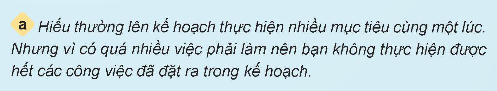 a Hiếu thường lên kế hoạch thực hiện nhiều mục tiêu cùng một lúc.
Nhưng vì có quá nhiều việc phải làm nên bạn không thực hiện được
hết các công việc đã đặt ra trong kế hoạch.